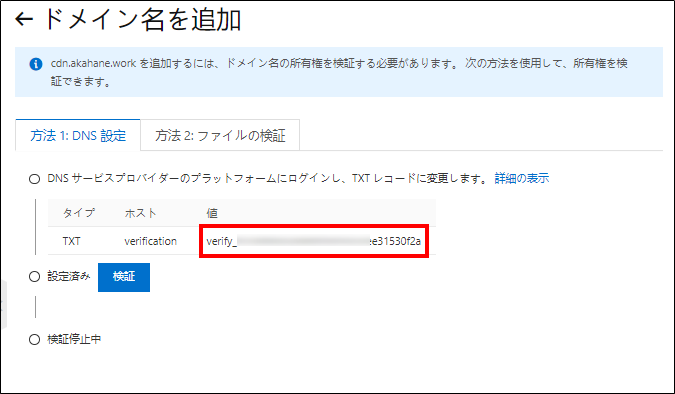 ← ドメイン名を追加
cdn.akahane.work を追加するには、ドメイン名の所有権を検証する必要があります。 次の方法を使用して、所有権を検
証できます。
方法 1: DNS 設定 方法 2: ファイルの検証
DNS サービスプロバイダーのプラットフォームにログインし、TXT レコードに変更します。 詳細の表示
タイプ ホスト 値
TXT verification verify_ ee31530f2a
設定済み 検証
検証停止中